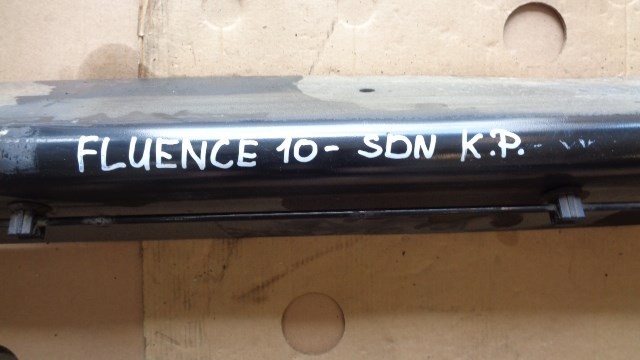 FLUENCE 10- SDN K.P.